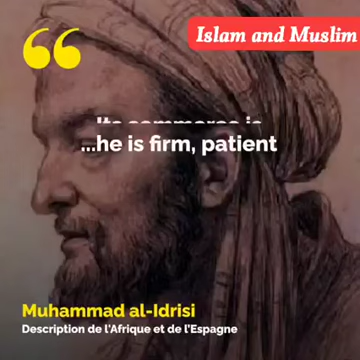 Islam and Muslim
...he is firm, patient
Muhammad al-Idrisi
Description de l'Afrique et de l'Espagne